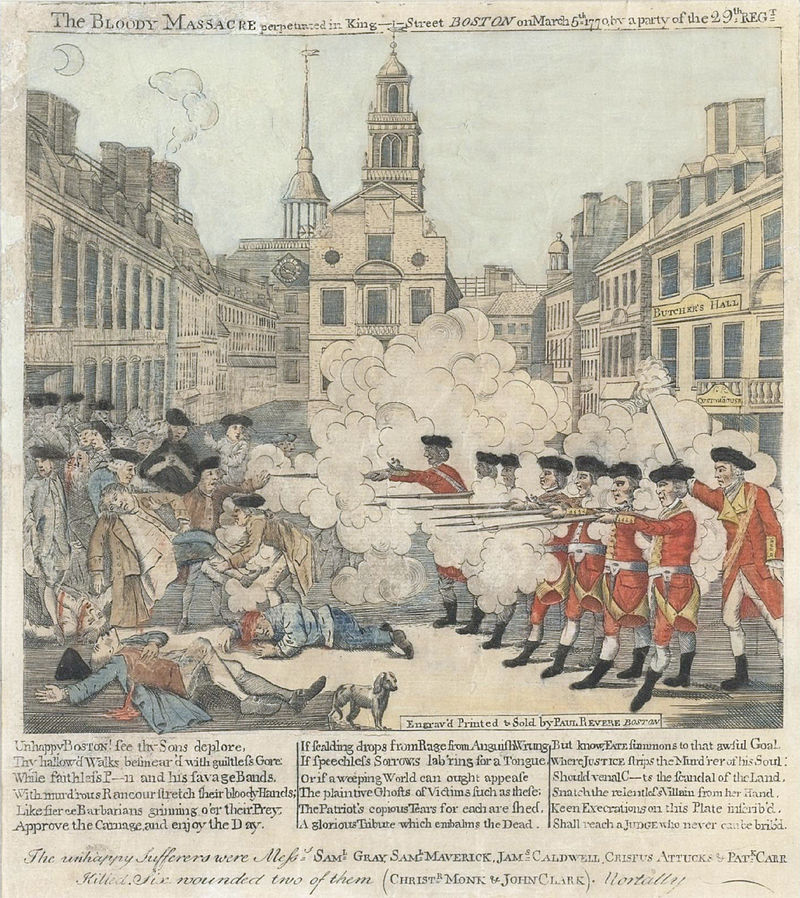 The BLOODY MASSACRE perpetrated in King—1—Street BOSTON on March 5th 1770, by a party of the 29th REGT
BUTCHER'S HALL
CUSTOM HOUSE
Engrav'd Printed & Sold by PAUL REVERE BOSTON
Unhappy BOSTON! ſee thy Sons deplore,
Thy hallow'd Walks beſmear'd with guiltleſs Gore:
While faithleſs P—n and his ſavage Bands,
With murd'rous Rancour ſtretch their bloody Hands;
Like fierce Barbarians grinning o'er their Prey,
Approve the Carnage, and enjoy the Day.
If ſcalding drops from Rage from Anguiſh Wrung
If ſpeechleſs Sorrows lab'ring for a Tongue,
Or if a weeping World can ought appeaſe
The plaintive Ghoſts of Victims ſuch as theſe;
The Patriot's copious Tears for each are ſhed,
A glorious Tribute which embalms the Dead.
But know, FATE ſummons to that awful Goal,
Where JUSTICE ſtrips the Murd'rer of his Soul:
Should venal C—ts the ſcandal of the Land,
Snatch the relentleſs Villain from her Hand,
Keen Execrations on this Plate inſcrib'd,
Shall reach a JUDGE who never can be brib'd.
The unhappy Sufferers were Meſſs SAML GRAY, SAML MAVERICK, JAMS CALDWELL, CRISPUS ATTUCKS & PATK CARR
Killed. Six wounded two of them (CHRISTR MONK & JOHN CLARK) Mortally